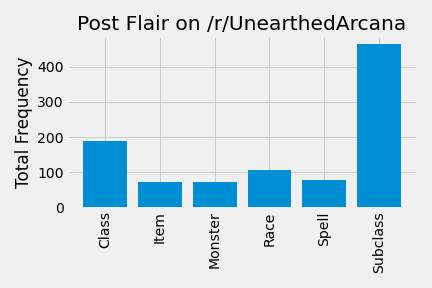 Post Flair on /r/UnearthedArcana
Total Frequency
400
300
200
100
0
Class
Item
Monster
Race
Spell
Subclass